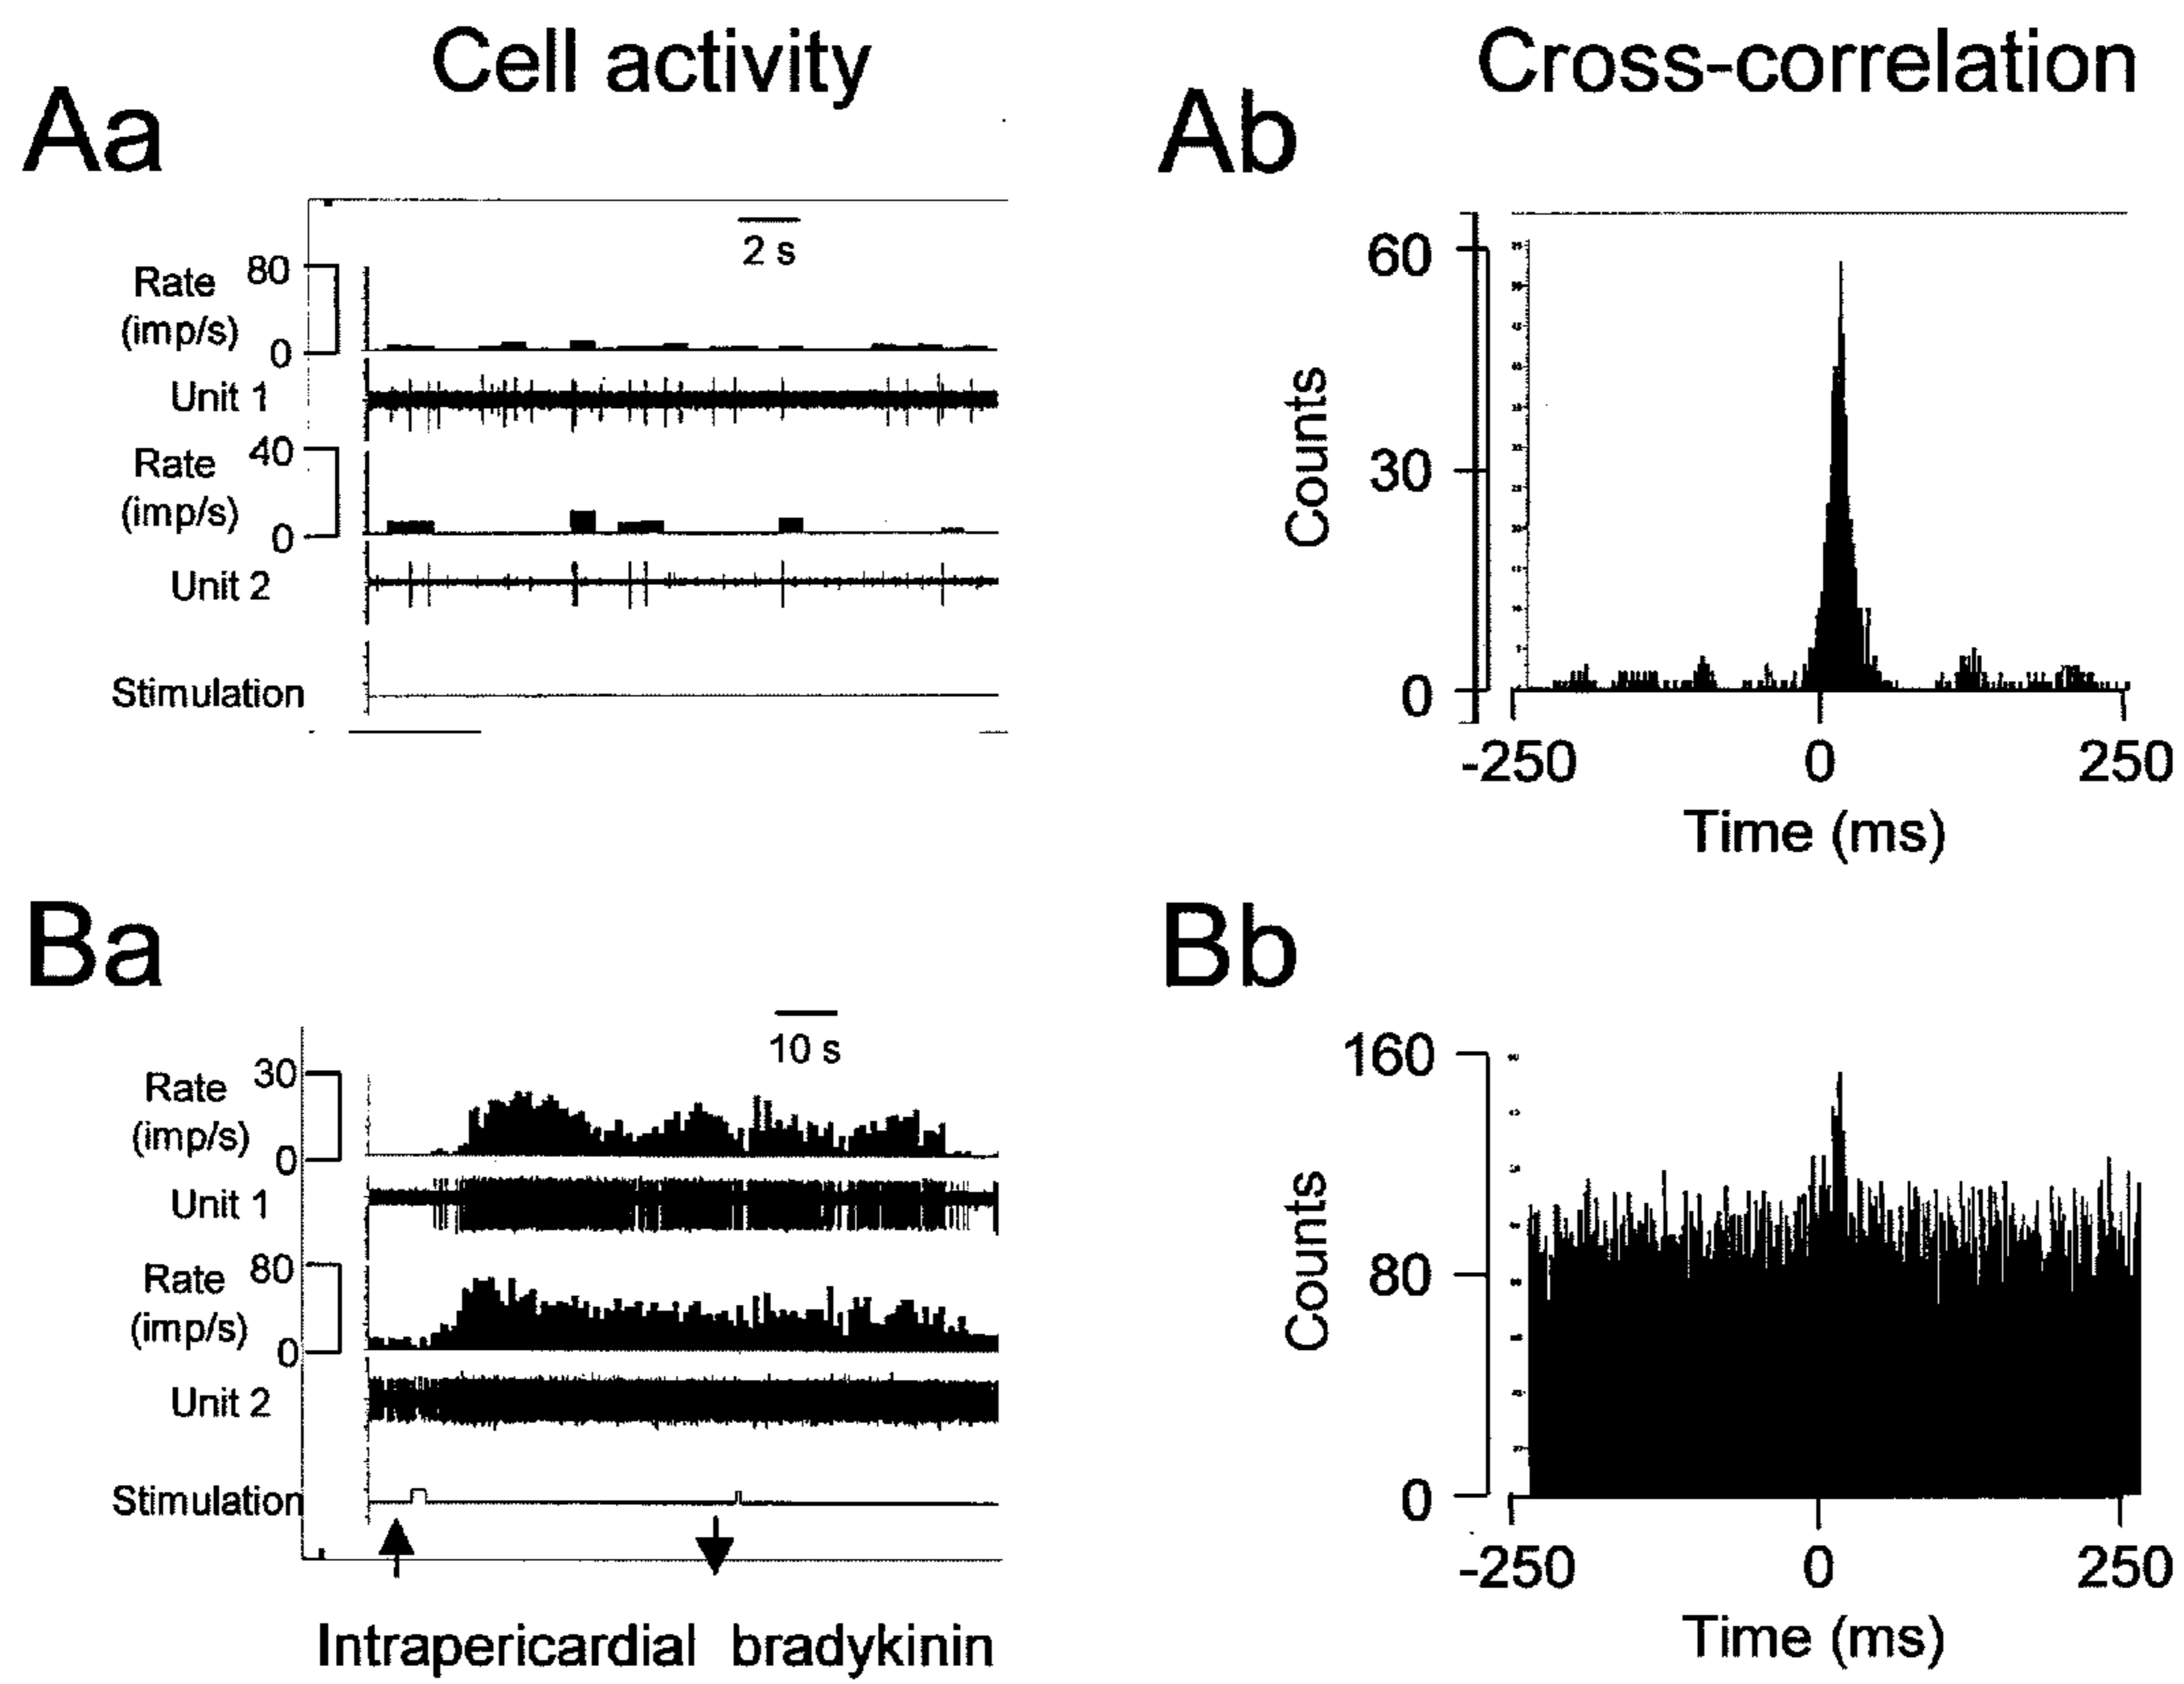 Cell activity
Cross-correlation
Aa
2 s
Rate
(imp/s)
80
0
Unit 1
Rate
(imp/s)
40
0
Unit 2
Stimulation
Ab
60
30
0
Counts
-250
0
250
Time (ms)
Ba
10 s
Rate
(imp/s)
30
0
Unit 1
Rate
(imp/s)
80
0
Unit 2
Stimulation
Intrapericardial bradykinin
Bb
160
80
0
Counts
-250
0
250
Time (ms)